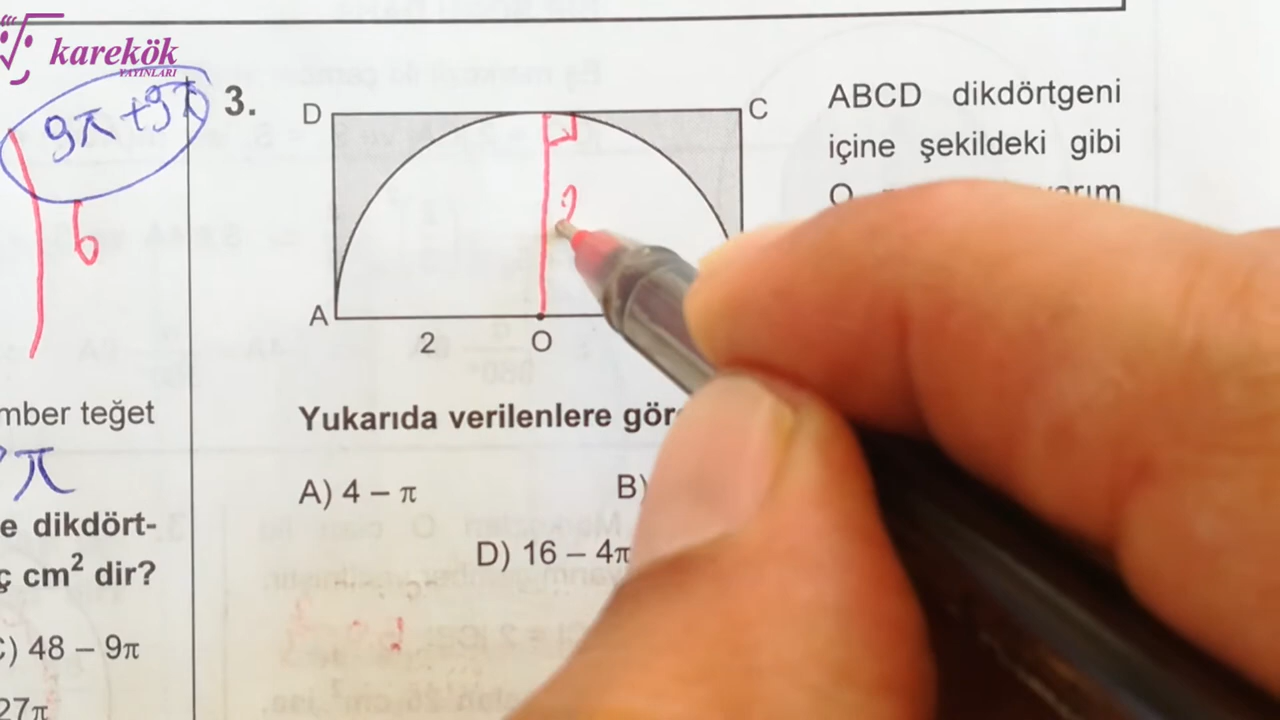 karekök
YAYINLARI
9π + 9π
6
mber teğet
π
e dikdört-
ç cm² dir?
C) 48 – 9π
27π
3.
D
C
A
2
O
2
ABCD dikdörtgeni
içine şekildeki gibi
O yarım
Yukarıda verilenlere gör
A) 4 – π
B)
D) 16 – 4π